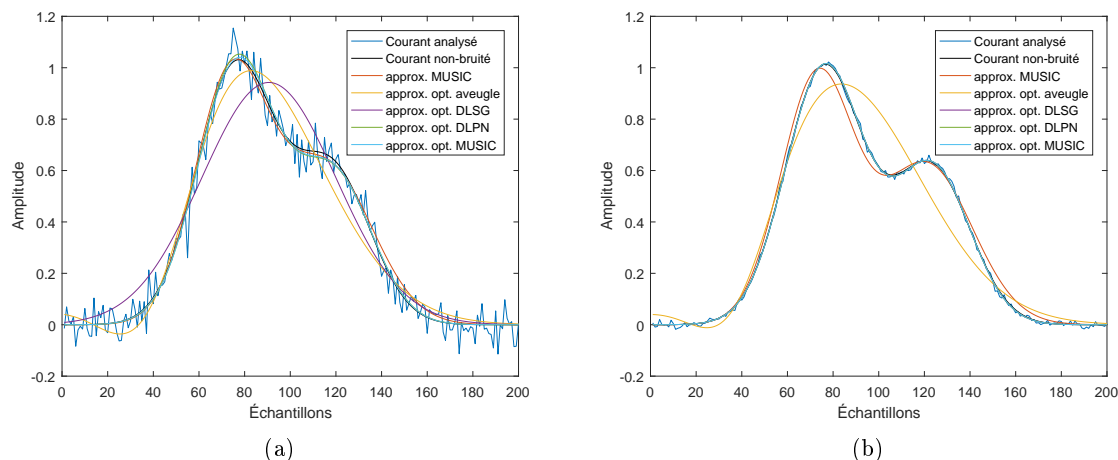 1.2
1
0.8
0.6
0.4
0.2
0
-0.2
Amplitude
0 20 40 60 80 100 120 140 160 180 200
Échantillons
Courant analysé
Courant non-bruité
approx. MUSIC
approx. opt. aveugle
approx. opt. DLSG
approx. opt. DLPN
approx. opt. MUSIC
(a)
1.2
1
0.8
0.6
0.4
0.2
0
-0.2
Amplitude
0 20 40 60 80 100 120 140 160 180 200
Échantillons
Courant analysé
Courant non-bruité
approx. MUSIC
approx. opt. aveugle
approx. opt. DLSG
approx. opt. DLPN
approx. opt. MUSIC
(b)